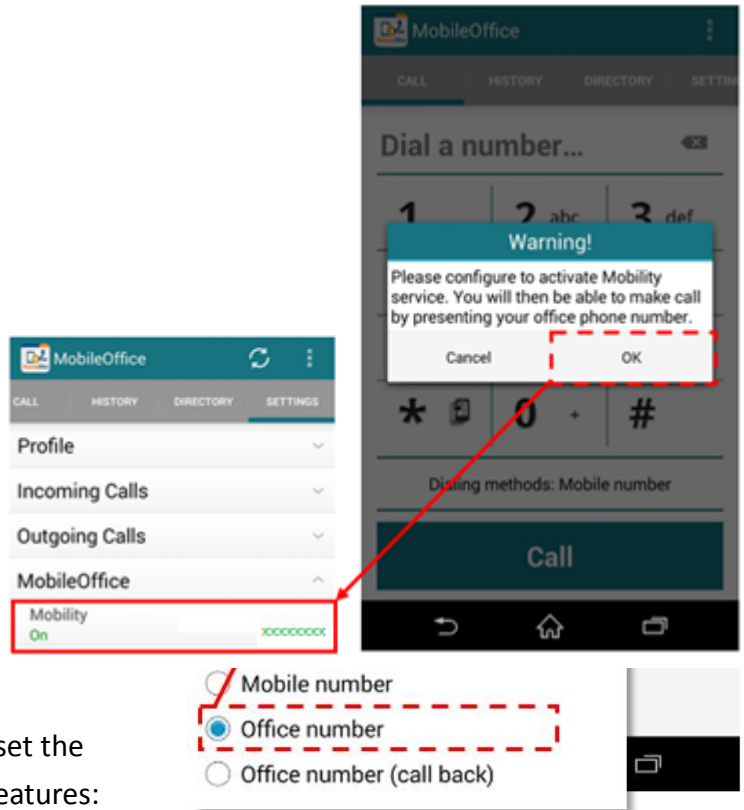 MobileOffice
CALL HISTORY DIRECTORY SETTIN
Dial a number...
1 2 abc 3 def
Warning!
Please configure to activate Mobility
service. You will then be able to make call
by presenting your office phone number.
Cancel OK
* 0 + #
Dialing methods: Mobile number
Call
MobileOffice
CALL HISTORY DIRECTORY SETTINGS
Profile
Incoming Calls
Outgoing Calls
MobileOffice
Mobility
On xxxxxxxx
Mobile number
Office number
Office number (call back)
set the
eatures: